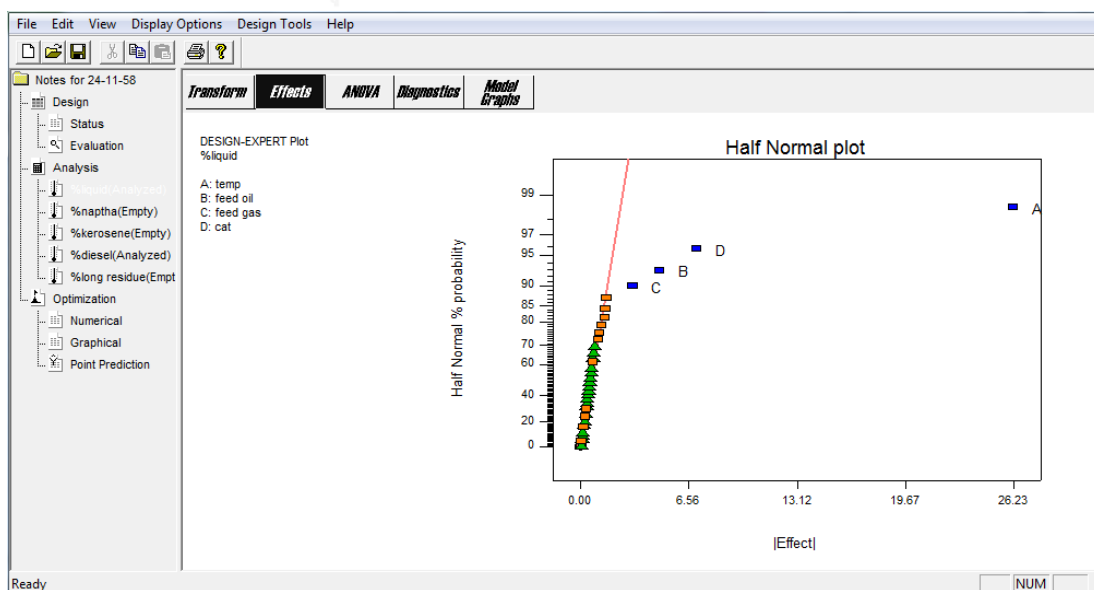 File Edit View Display Options Design Tools Help
Notes for 24-11-58
Design
Status
Evaluation
Analysis
%liquid(Analyzed)
%naptha(Empty)
%kerosene(Empty)
%diesel(Analyzed)
%long residue(Empt
Optimization
Numerical
Graphical
Point Prediction
Transform Effects ANOVA Diagnostics Model Graphs
DESIGN-EXPERT Plot
%liquid
A: temp
B: feed oil
C: feed gas
D: cat
Half Normal plot
Half Normal % probability
99
97
95
90
85
80
70
60
40
20
0
A
D
B
C
0.00 6.56 13.12 19.67 26.23
|Effect|
Ready NUM